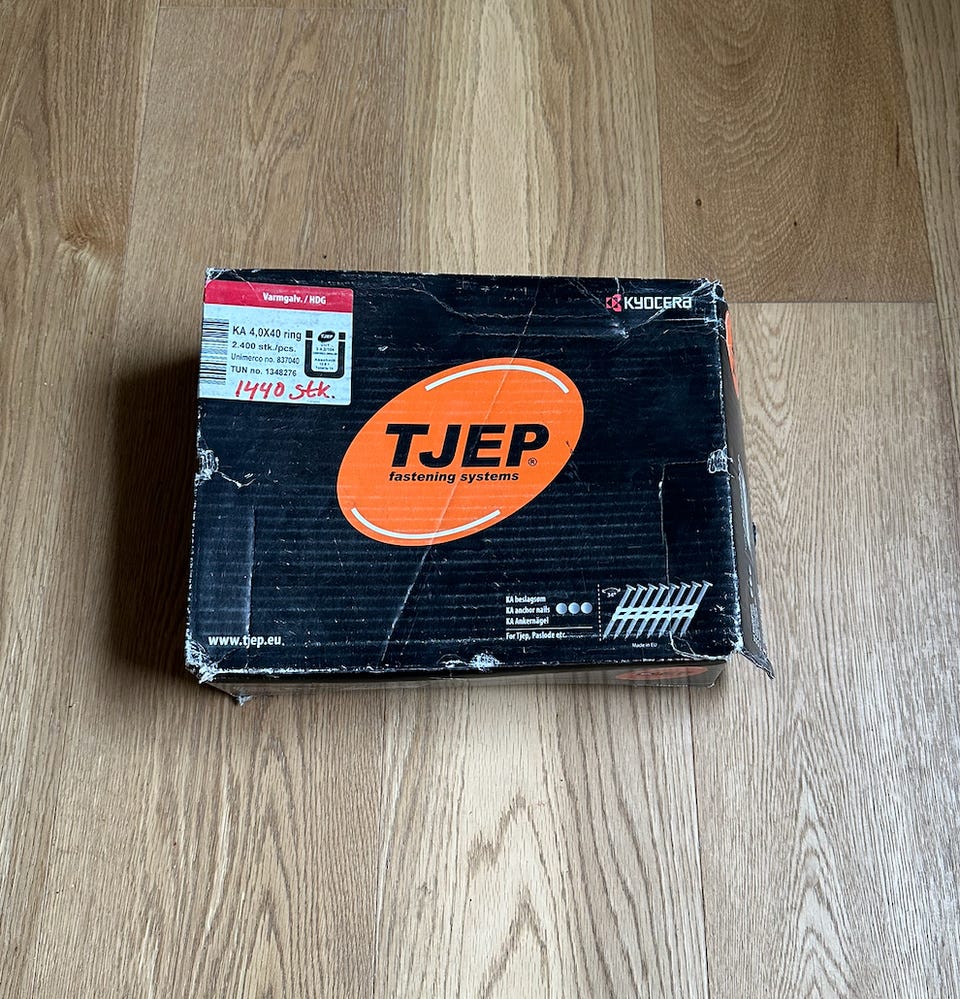 Varmgalv. / HDG
KYOCERA
KA 4,0X40 ring
2.400 stk./pcs.
Unimerco no. 837040
TUN no. 1348276
1440 stk.
TJEP
TJEP®
fastening systems
KA beslagsøm
KA anchor nails
KA Ankernägel
For Tjep, Paslode etc.
34°
Made in EU
www.tjep.eu